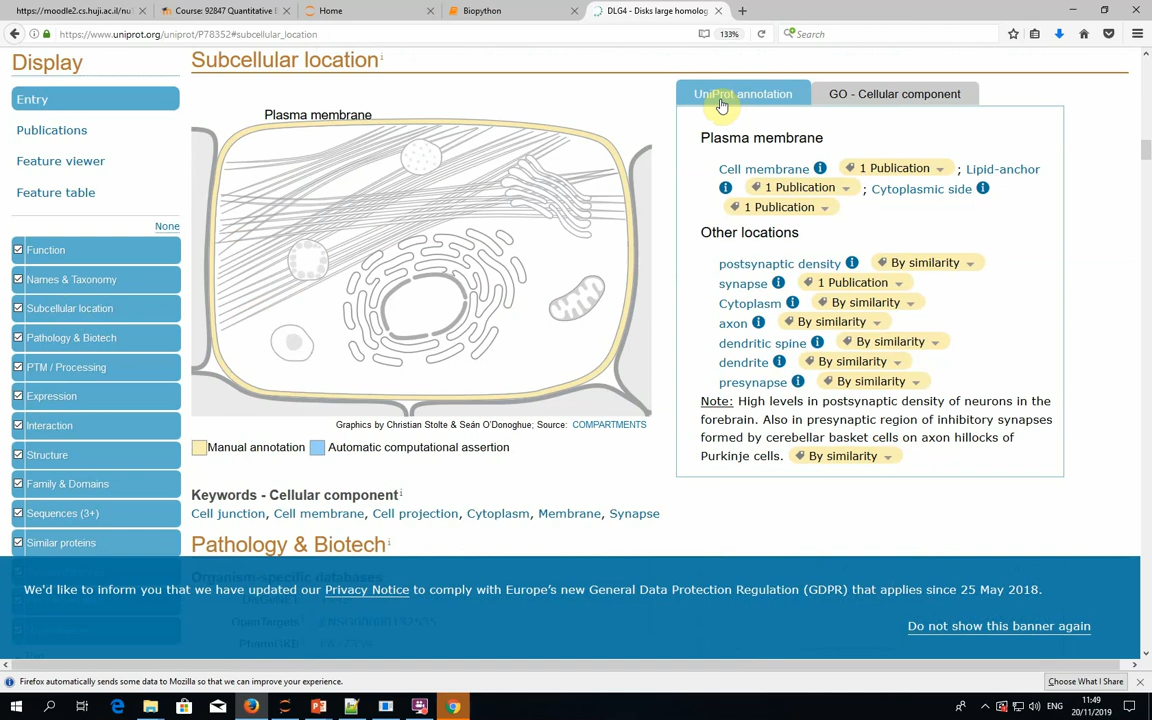 https://moodle2.cs.huji.ac.il/nu
Course: 92847 Quantitative
Home
Biopython
DLG4 - Disks large homolog
https://www.uniprot.org/uniprot/P78352#subcellular_location
133%
Search
Display
Entry
Publications
Feature viewer
Feature table
None
Function
Names & Taxonomy
Subcellular location
Pathology & Biotech
PTM / Processing
Expression
Interaction
Structure
Family & Domains
Sequences (3+)
Similar proteins
Subcellular location
Plasma membrane
Graphics by Christian Stolte & Seán O'Donoghue; Source: COMPARTMENTS
Manual annotation Automatic computational assertion
UniProt annotation
GO - Cellular component
Plasma membrane
Cell membrane 1 Publication ; Lipid-anchor
1 Publication ; Cytoplasmic side
1 Publication
Other locations
postsynaptic density By similarity
synapse 1 Publication
Cytoplasm By similarity
axon By similarity
dendritic spine By similarity
dendrite By similarity
presynapse By similarity
Note: High levels in postsynaptic density of neurons in the
forebrain. Also in presynaptic region of inhibitory synapses
formed by cerebellar basket cells on axon hillocks of
Purkinje cells. By similarity
Keywords - Cellular component
Cell junction, Cell membrane, Cell projection, Cytoplasm, Membrane, Synapse
Pathology & Biotech
Organism-specific databases
We'd like to inform you that we have updated our Privacy Notice to comply with Europe's new General Data Protection Regulation (GDPR) that applies since 25 May 2018.
Do not show this banner again
Firefox automatically sends some data to Mozilla so that we can improve your experience.
Choose What I Share
ENG
11:49
20/11/2019